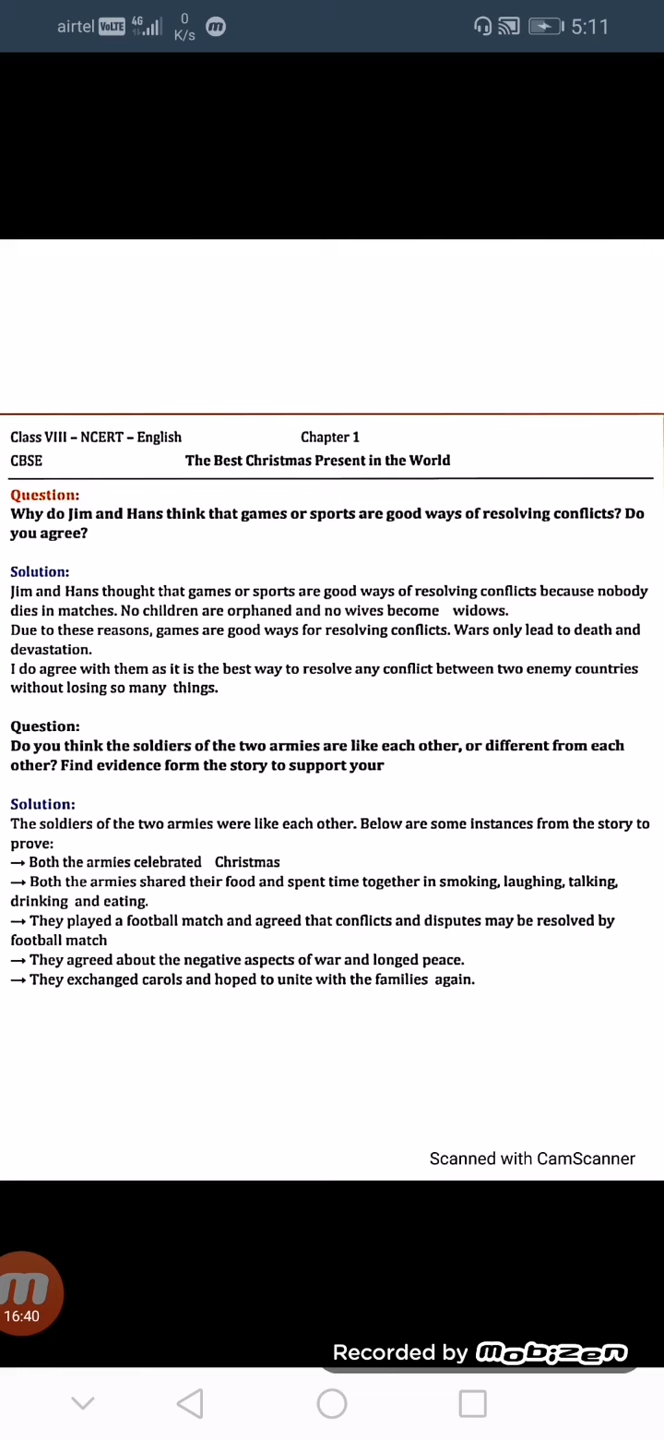 airtel VoLTE 4G 0 K/s m 5:11
Class VIII – NCERT – English Chapter 1
CBSE The Best Christmas Present in the World
Question:
Why do Jim and Hans think that games or sports are good ways of resolving conflicts? Do
you agree?
Solution:
Jim and Hans thought that games or sports are good ways of resolving conflicts because nobody
dies in matches. No children are orphaned and no wives become widows.
Due to these reasons, games are good ways for resolving conflicts. Wars only lead to death and
devastation.
I do agree with them as it is the best way to resolve any conflict between two enemy countries
without losing so many things.
Question:
Do you think the soldiers of the two armies are like each other, or different from each
other? Find evidence form the story to support your
Solution:
The soldiers of the two armies were like each other. Below are some instances from the story to
prove:
→ Both the armies celebrated Christmas
→ Both the armies shared their food and spent time together in smoking, laughing, talking,
drinking and eating.
→ They played a football match and agreed that conflicts and disputes may be resolved by
football match
→ They agreed about the negative aspects of war and longed peace.
→ They exchanged carols and hoped to unite with the families again.
Scanned with CamScanner
m
16:40
Recorded by mobizen